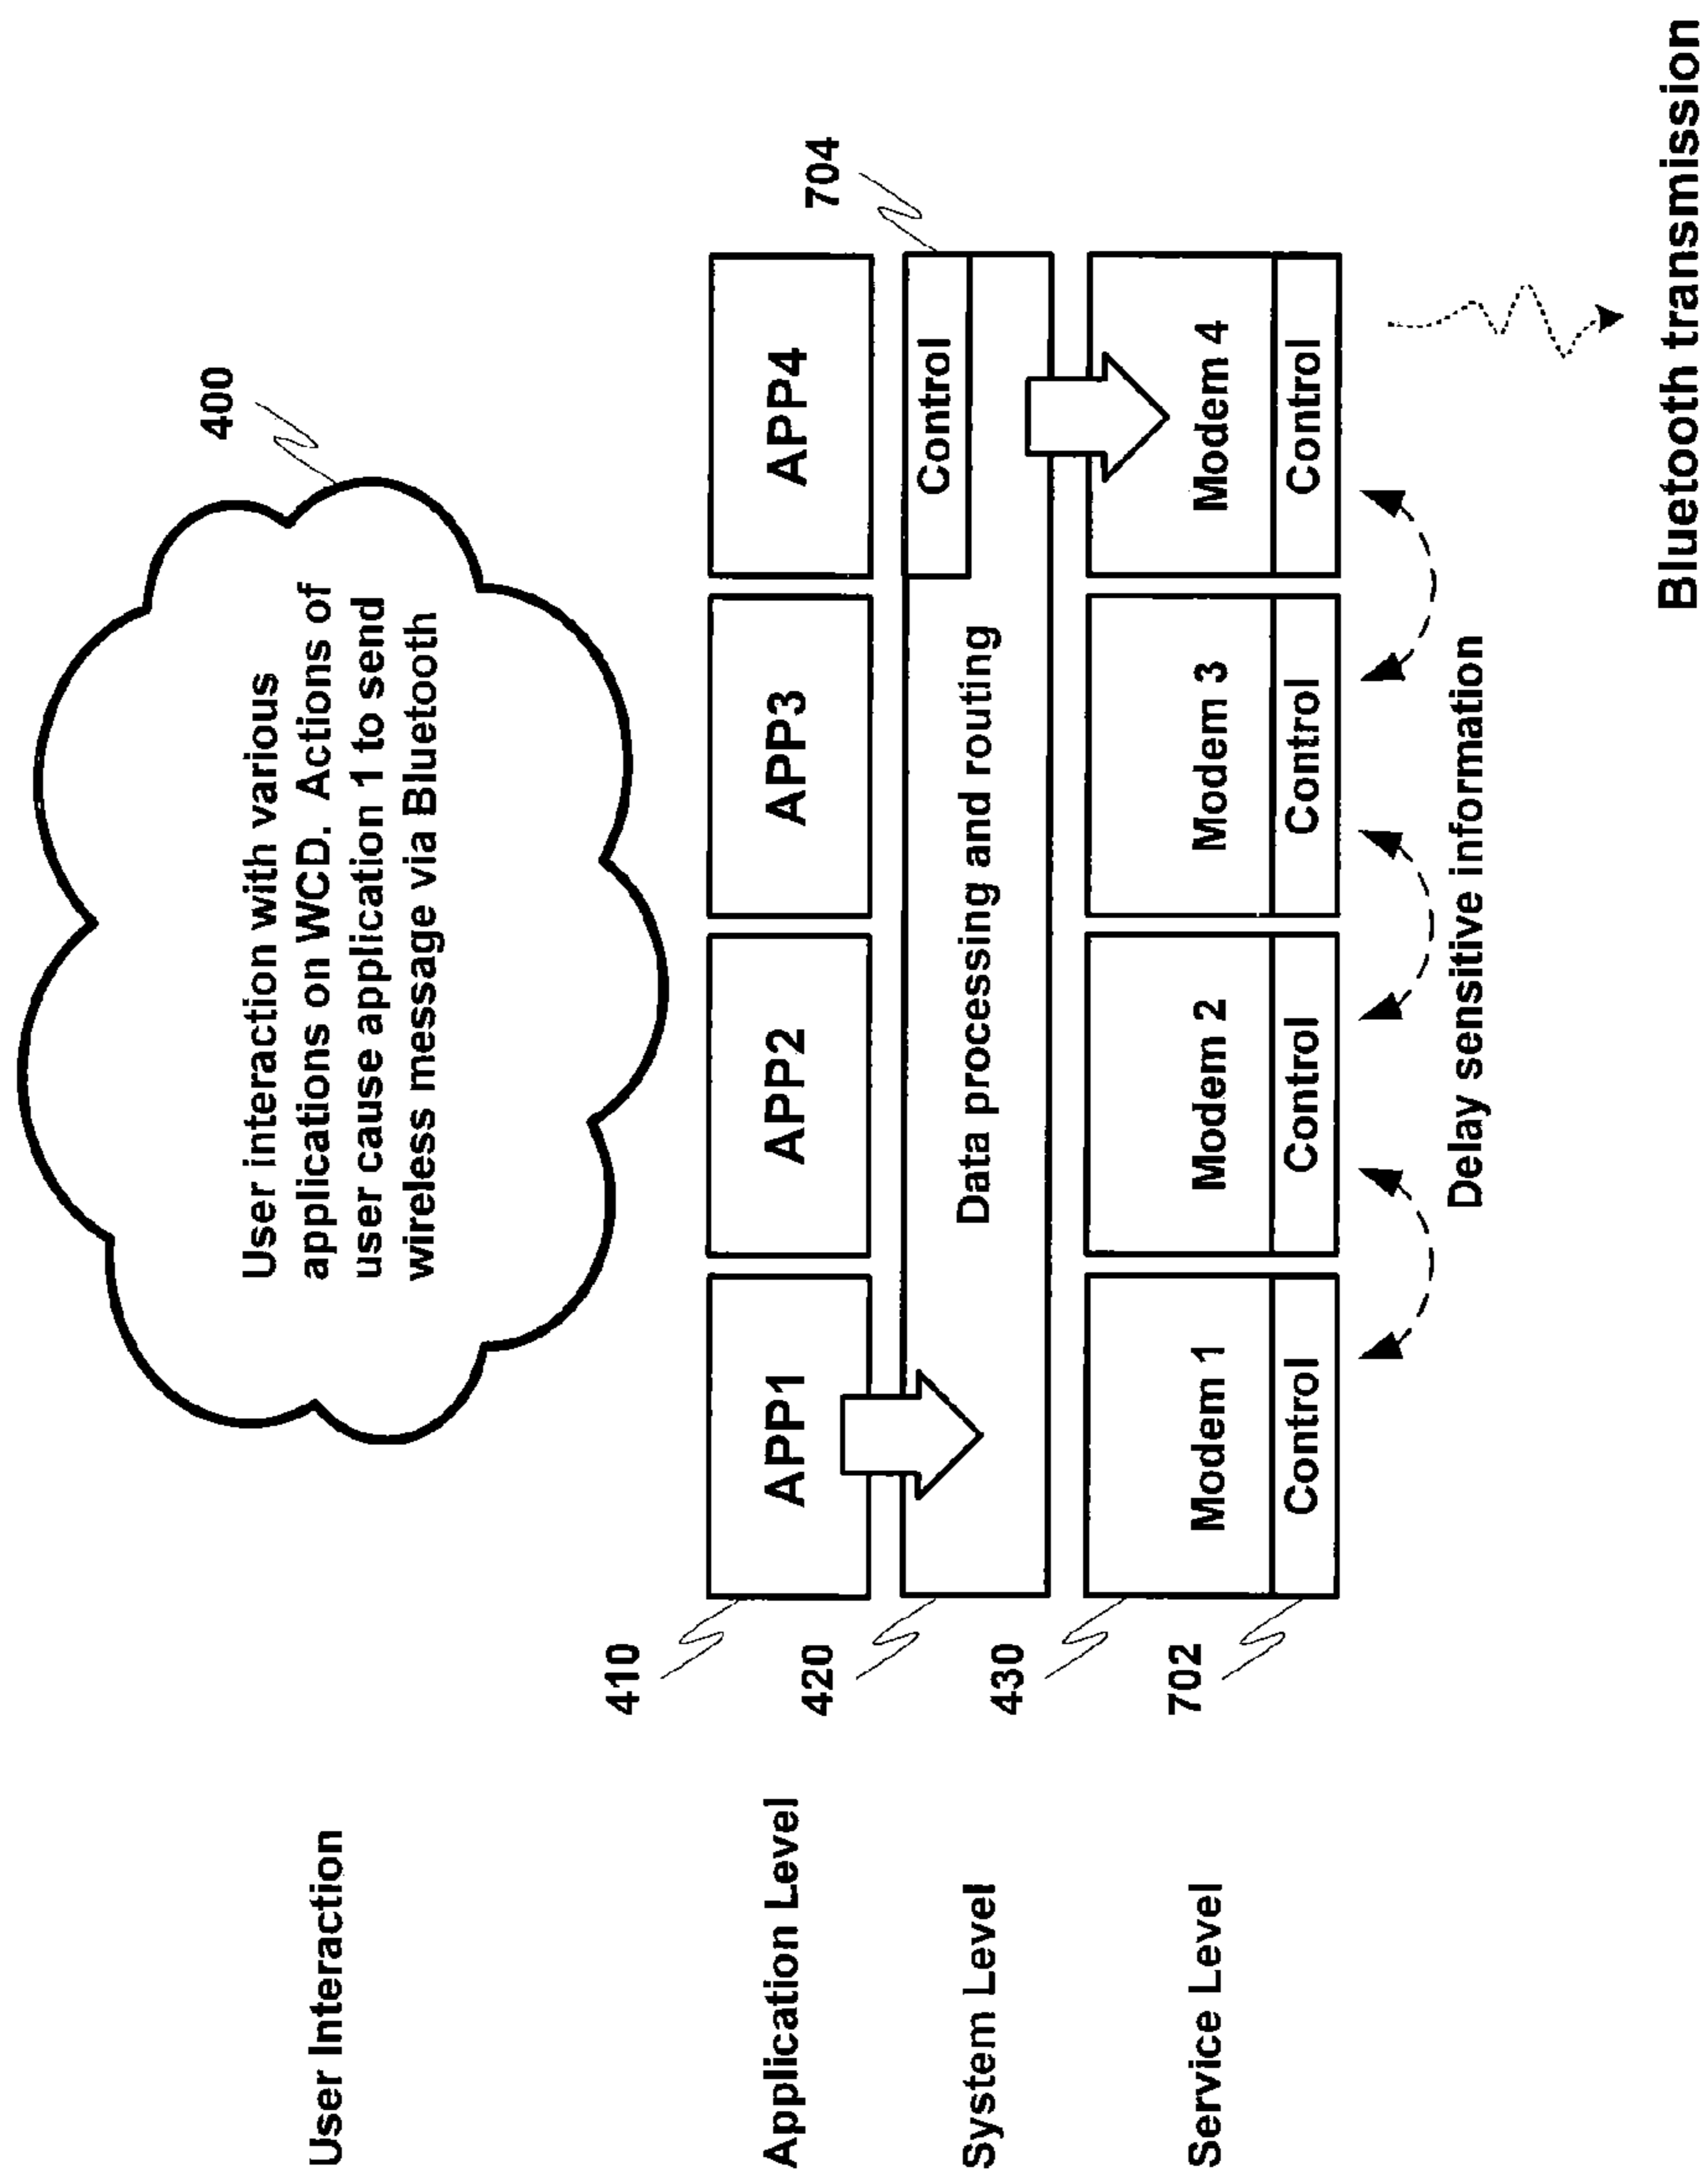 User Interaction
400
User interaction with various
applications on WCD. Actions of
user cause application 1 to send
wireless message via Bluetooth
Application Level
410
APP1
APP2
APP3
APP4
704
System Level
420
Data processing and routing
Control
Service Level
430
Modem 1
Modem 2
Modem 3
Modem 4
702
Control
Control
Control
Control
Delay sensitive information
Bluetooth transmission